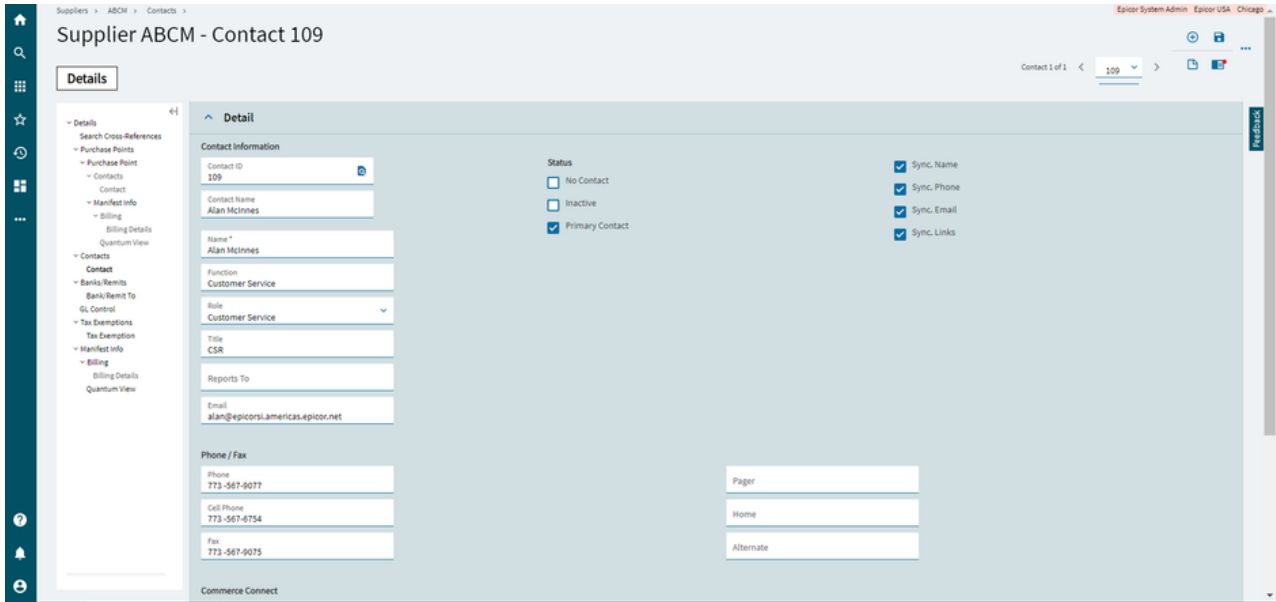 Suppliers > ABCM > Contacts >
Epicor System Admin Epicor USA Chicago
Supplier ABCM - Contact 109
Contact 1 of 1 < 109 >
Details
Feedback
Details
Search Cross-References
Purchase Points
Purchase Point
Contacts
Contact
Manifest Info
Billing
Billing Details
Quantum View
Contacts
Contact
Banks/Remits
Bank/Remit To
GL Control
Tax Exemptions
Tax Exemption
Manifest Info
Billing
Billing Details
Quantum View
Detail
Contact Information
Contact ID
109
Contact Name
Alan McInnes
Name *
Alan McInnes
Function
Customer Service
Role
Customer Service
Title
CSR
Reports To
Email
alan@epicorsi.americas.epicor.net
Status
No Contact
Inactive
Primary Contact
Sync. Name
Sync. Phone
Sync. Email
Sync. Links
Phone / Fax
Phone
773-567-9077
Cell Phone
773-567-6754
Fax
773-567-9075
Pager
Home
Alternate
Commerce Connect